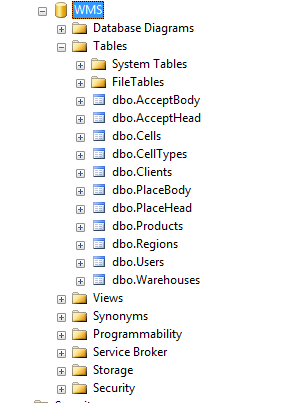 WMS
Database Diagrams
Tables
System Tables
FileTables
dbo.AcceptBody
dbo.AcceptHead
dbo.Cells
dbo.CellTypes
dbo.Clients
dbo.PlaceBody
dbo.PlaceHead
dbo.Products
dbo.Regions
dbo.Users
dbo.Warehouses
Views
Synonyms
Programmability
Service Broker
Storage
Security